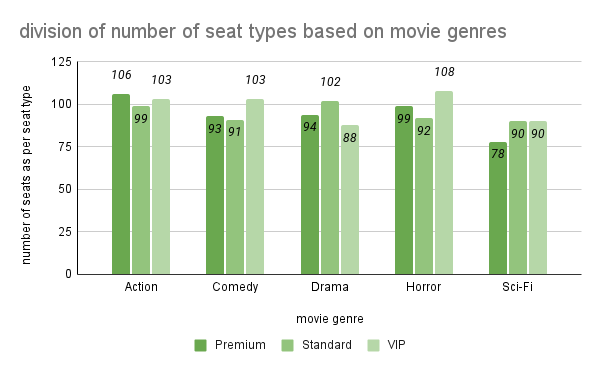 division of number of seat types based on movie genres
number of seats as per seat type
125
100
75
50
25
0
106
99
103
93
91
103
94
102
88
99
92
108
78
90
90
Action
Comedy
Drama
Horror
Sci-Fi
movie genre
Premium
Standard
VIP